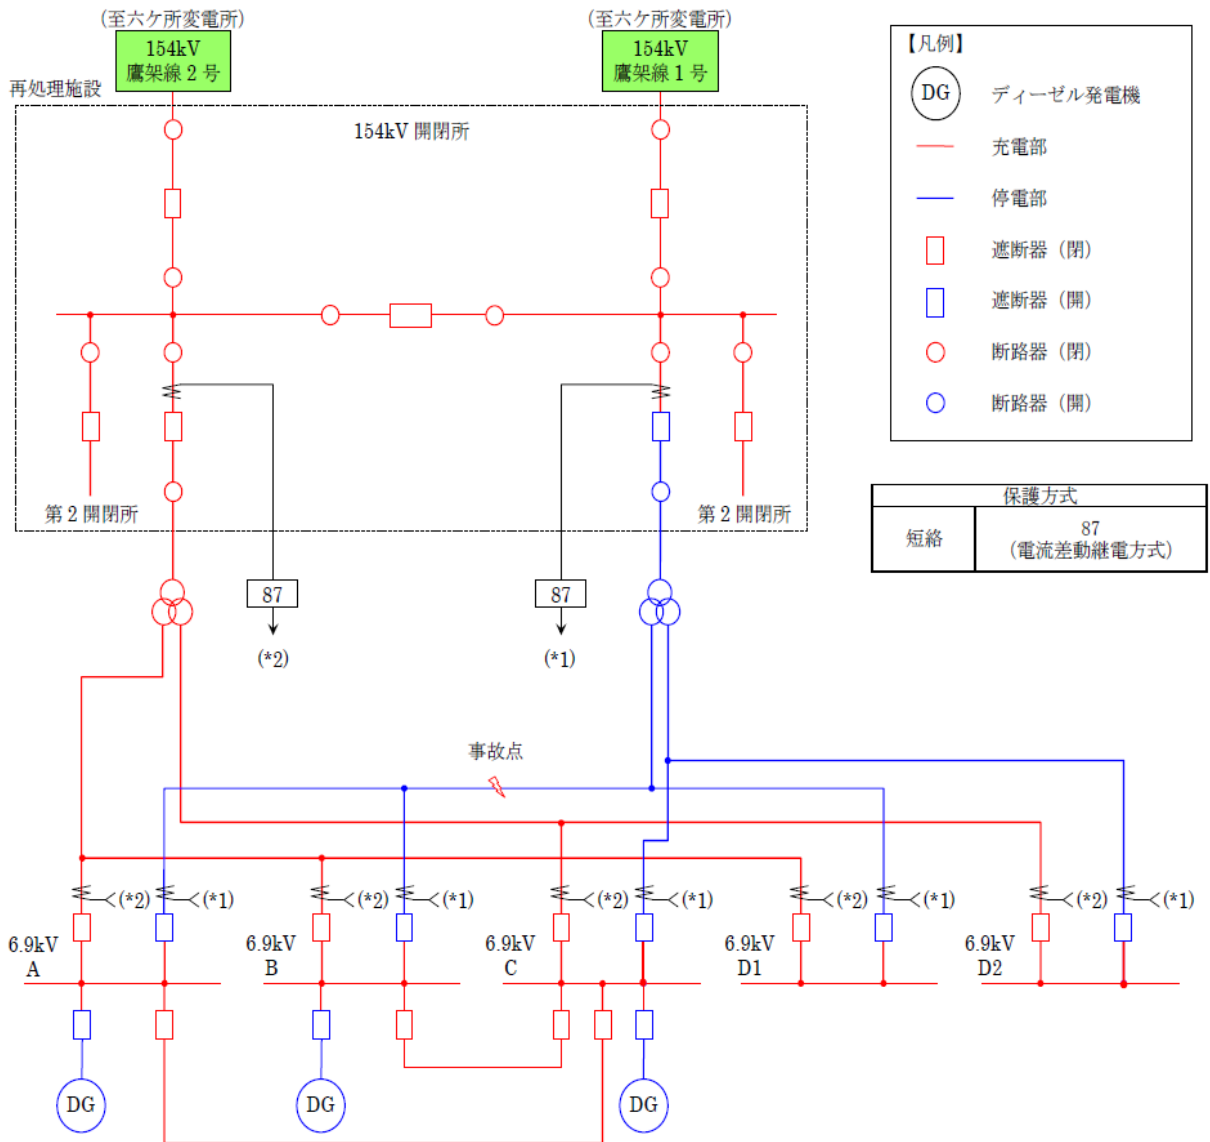 (至六ケ所変電所)
154kV
鷹架線２号
(至六ケ所変電所)
154kV
鷹架線１号
再処理施設
154kV 開閉所
第２開閉所
第２開閉所
【凡例】
DG
ディーゼル発電機
充電部
停電部
遮断器（閉）
遮断器（開）
断路器（閉）
断路器（開）
保護方式
短絡
87
(電流差動継電方式)
87
(*2)
87
(*1)
事故点
(*2)
(*1)
(*2)
(*1)
(*2)
(*1)
(*2)
(*1)
(*2)
(*1)
6.9kV
A
6.9kV
B
6.9kV
C
6.9kV
D1
6.9kV
D2
DG
DG
DG